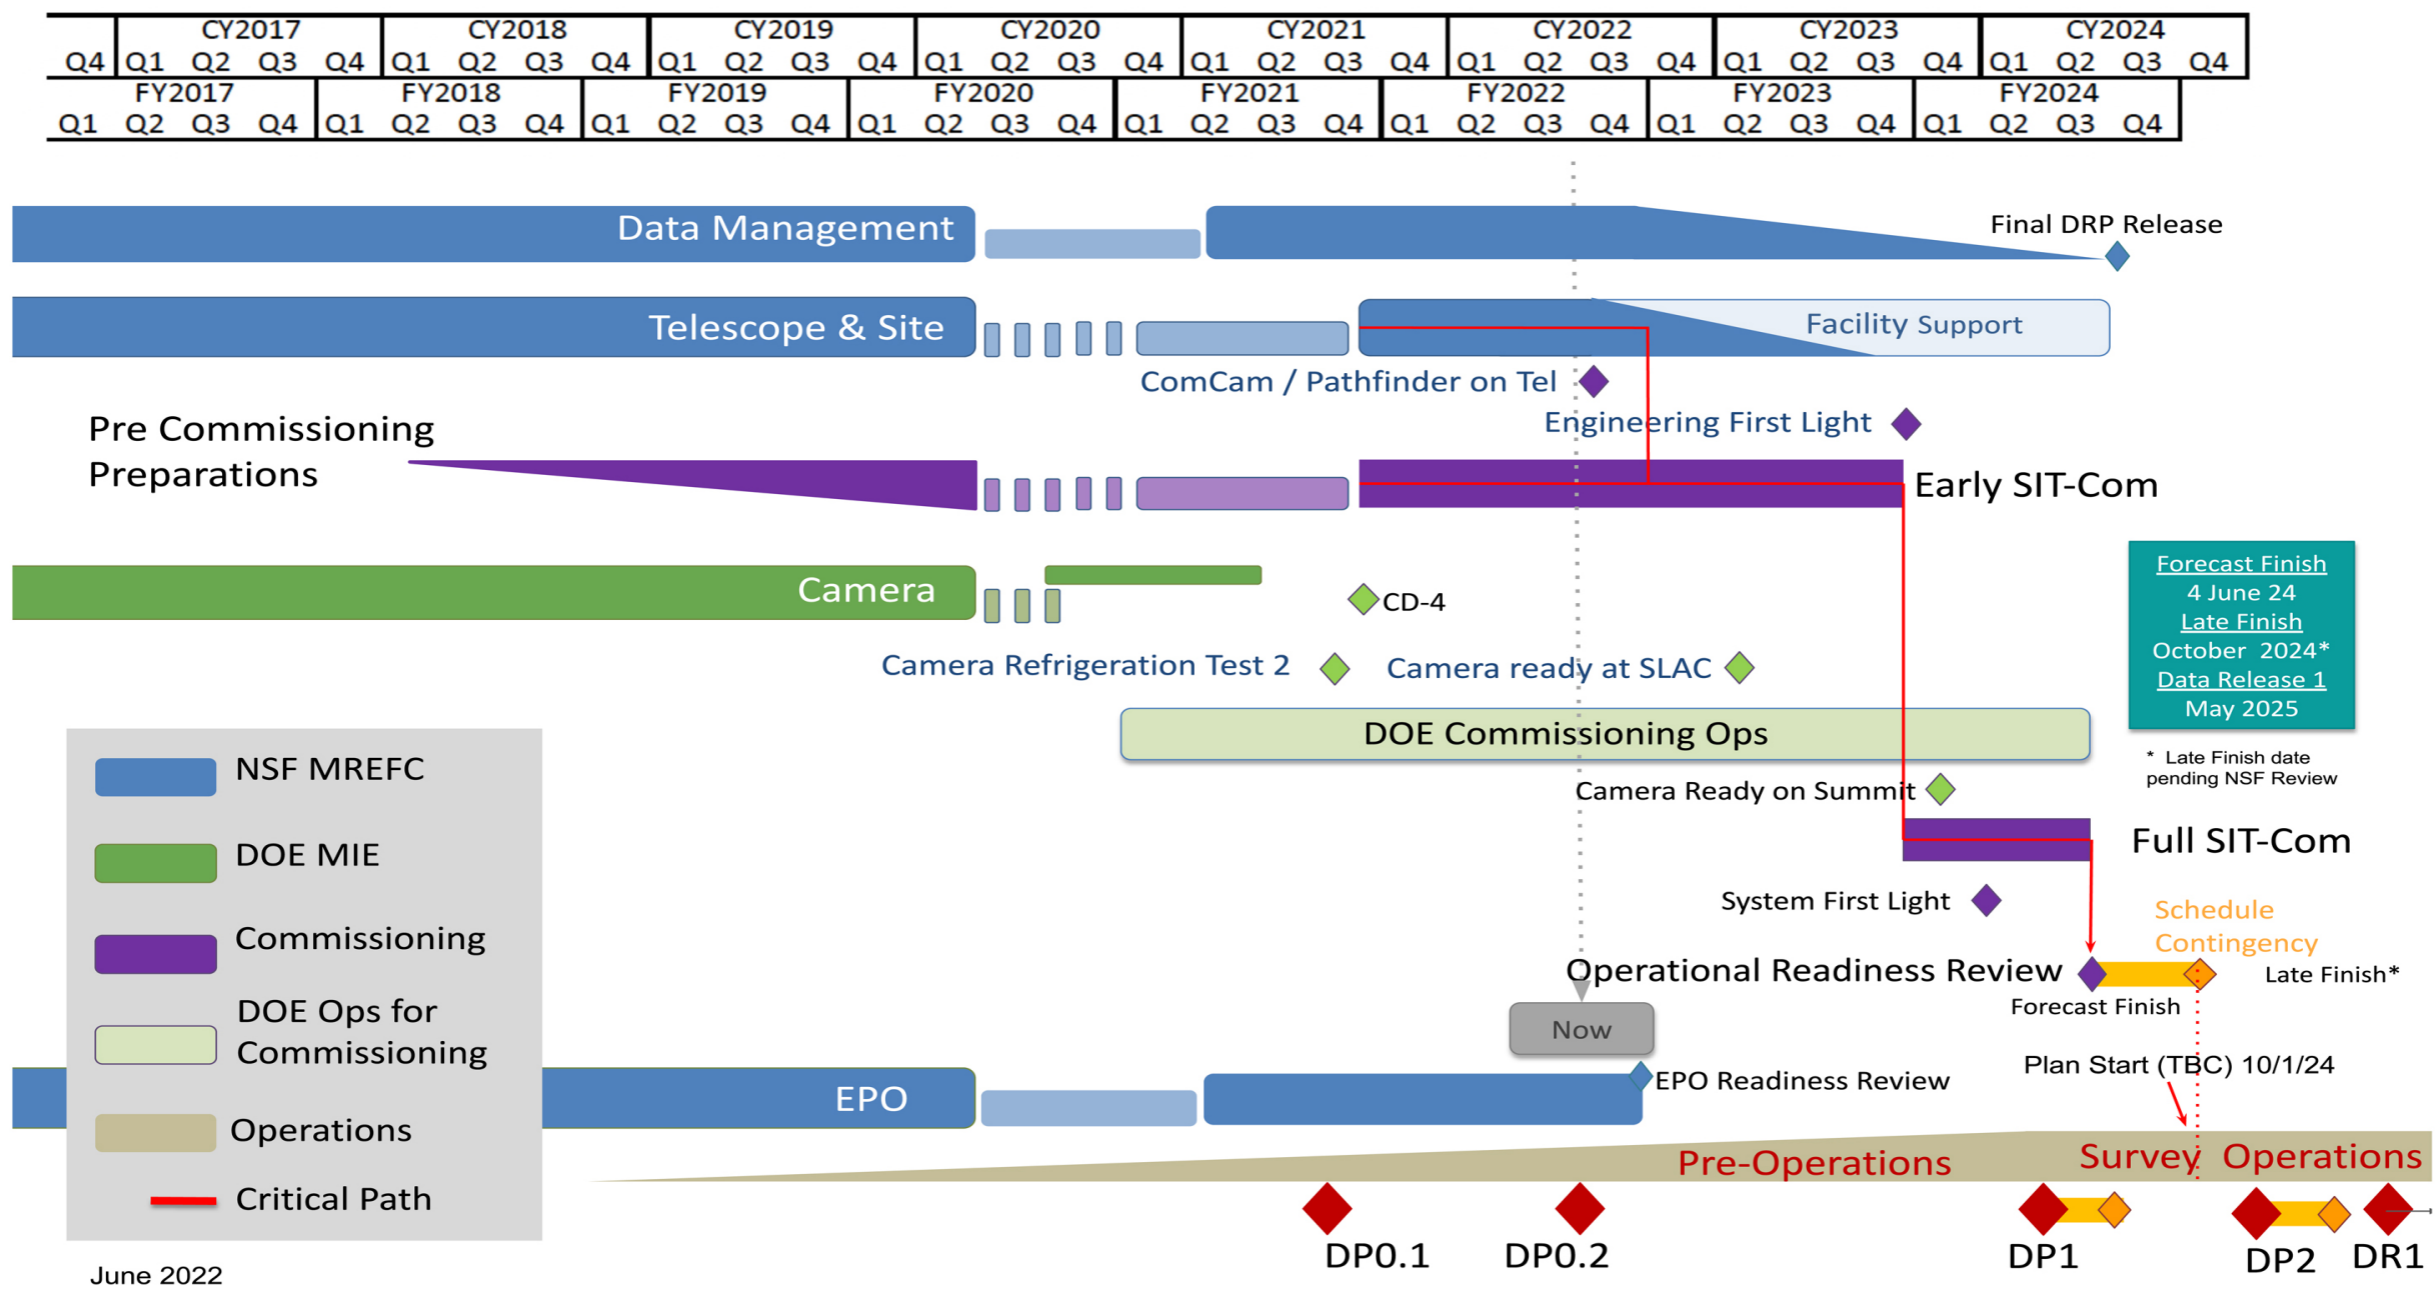 CY2017 CY2018 CY2019 CY2020 CY2021 CY2022 CY2023 CY2024
Q4 Q1 Q2 Q3 Q4 Q1 Q2 Q3 Q4 Q1 Q2 Q3 Q4 Q1 Q2 Q3 Q4 Q1 Q2 Q3 Q4 Q1 Q2 Q3 Q4 Q1 Q2 Q3 Q4 Q1 Q2 Q3 Q4
FY2017 FY2018 FY2019 FY2020 FY2021 FY2022 FY2023 FY2024
Q1 Q2 Q3 Q4 Q1 Q2 Q3 Q4 Q1 Q2 Q3 Q4 Q1 Q2 Q3 Q4 Q1 Q2 Q3 Q4 Q1 Q2 Q3 Q4 Q1 Q2 Q3 Q4 Q1 Q2 Q3 Q4
Data Management
Final DRP Release
Telescope & Site
Facility Support
ComCam / Pathfinder on Tel
Engineering First Light
Pre Commissioning
Preparations
Early SIT-Com
Camera
CD-4
Camera Refrigeration Test 2
Camera ready at SLAC
Forecast Finish
4 June 24
Late Finish
October 2024*
Data Release 1
May 2025
* Late Finish date
pending NSF Review
DOE Commissioning Ops
Camera Ready on Summit
Full SIT-Com
System First Light
Schedule
Contingency
Operational Readiness Review
Late Finish*
Forecast Finish
Now
Plan Start (TBC) 10/1/24
EPO
EPO Readiness Review
Pre-Operations
Survey Operations
DP0.1
DP0.2
DP1
DP2
DR1
NSF MREFC
DOE MIE
Commissioning
DOE Ops for
Commissioning
Operations
Critical Path
June 2022